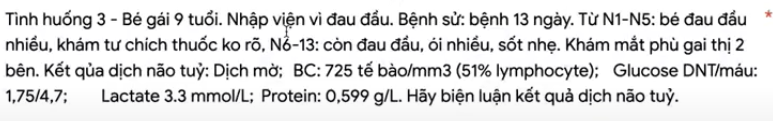 Tình huống 3 - Bé gái 9 tuổi. Nhập viện vì đau đầu. Bệnh sử: bệnh 13 ngày. Từ N1-N5: bé đau đầu *
nhiều, khám tư chích thuốc ko rõ, N6-13: còn đau đầu, ói nhiều, sốt nhẹ. Khám mắt phù gai thị 2
bên. Kết qủa dịch não tuỷ: Dịch mờ; BC: 725 tế bào/mm3 (51% lymphocyte); Glucose DNT/máu:
1,75/4,7; Lactate 3.3 mmol/L; Protein: 0,599 g/L. Hãy biện luận kết quả dịch não tuỷ.